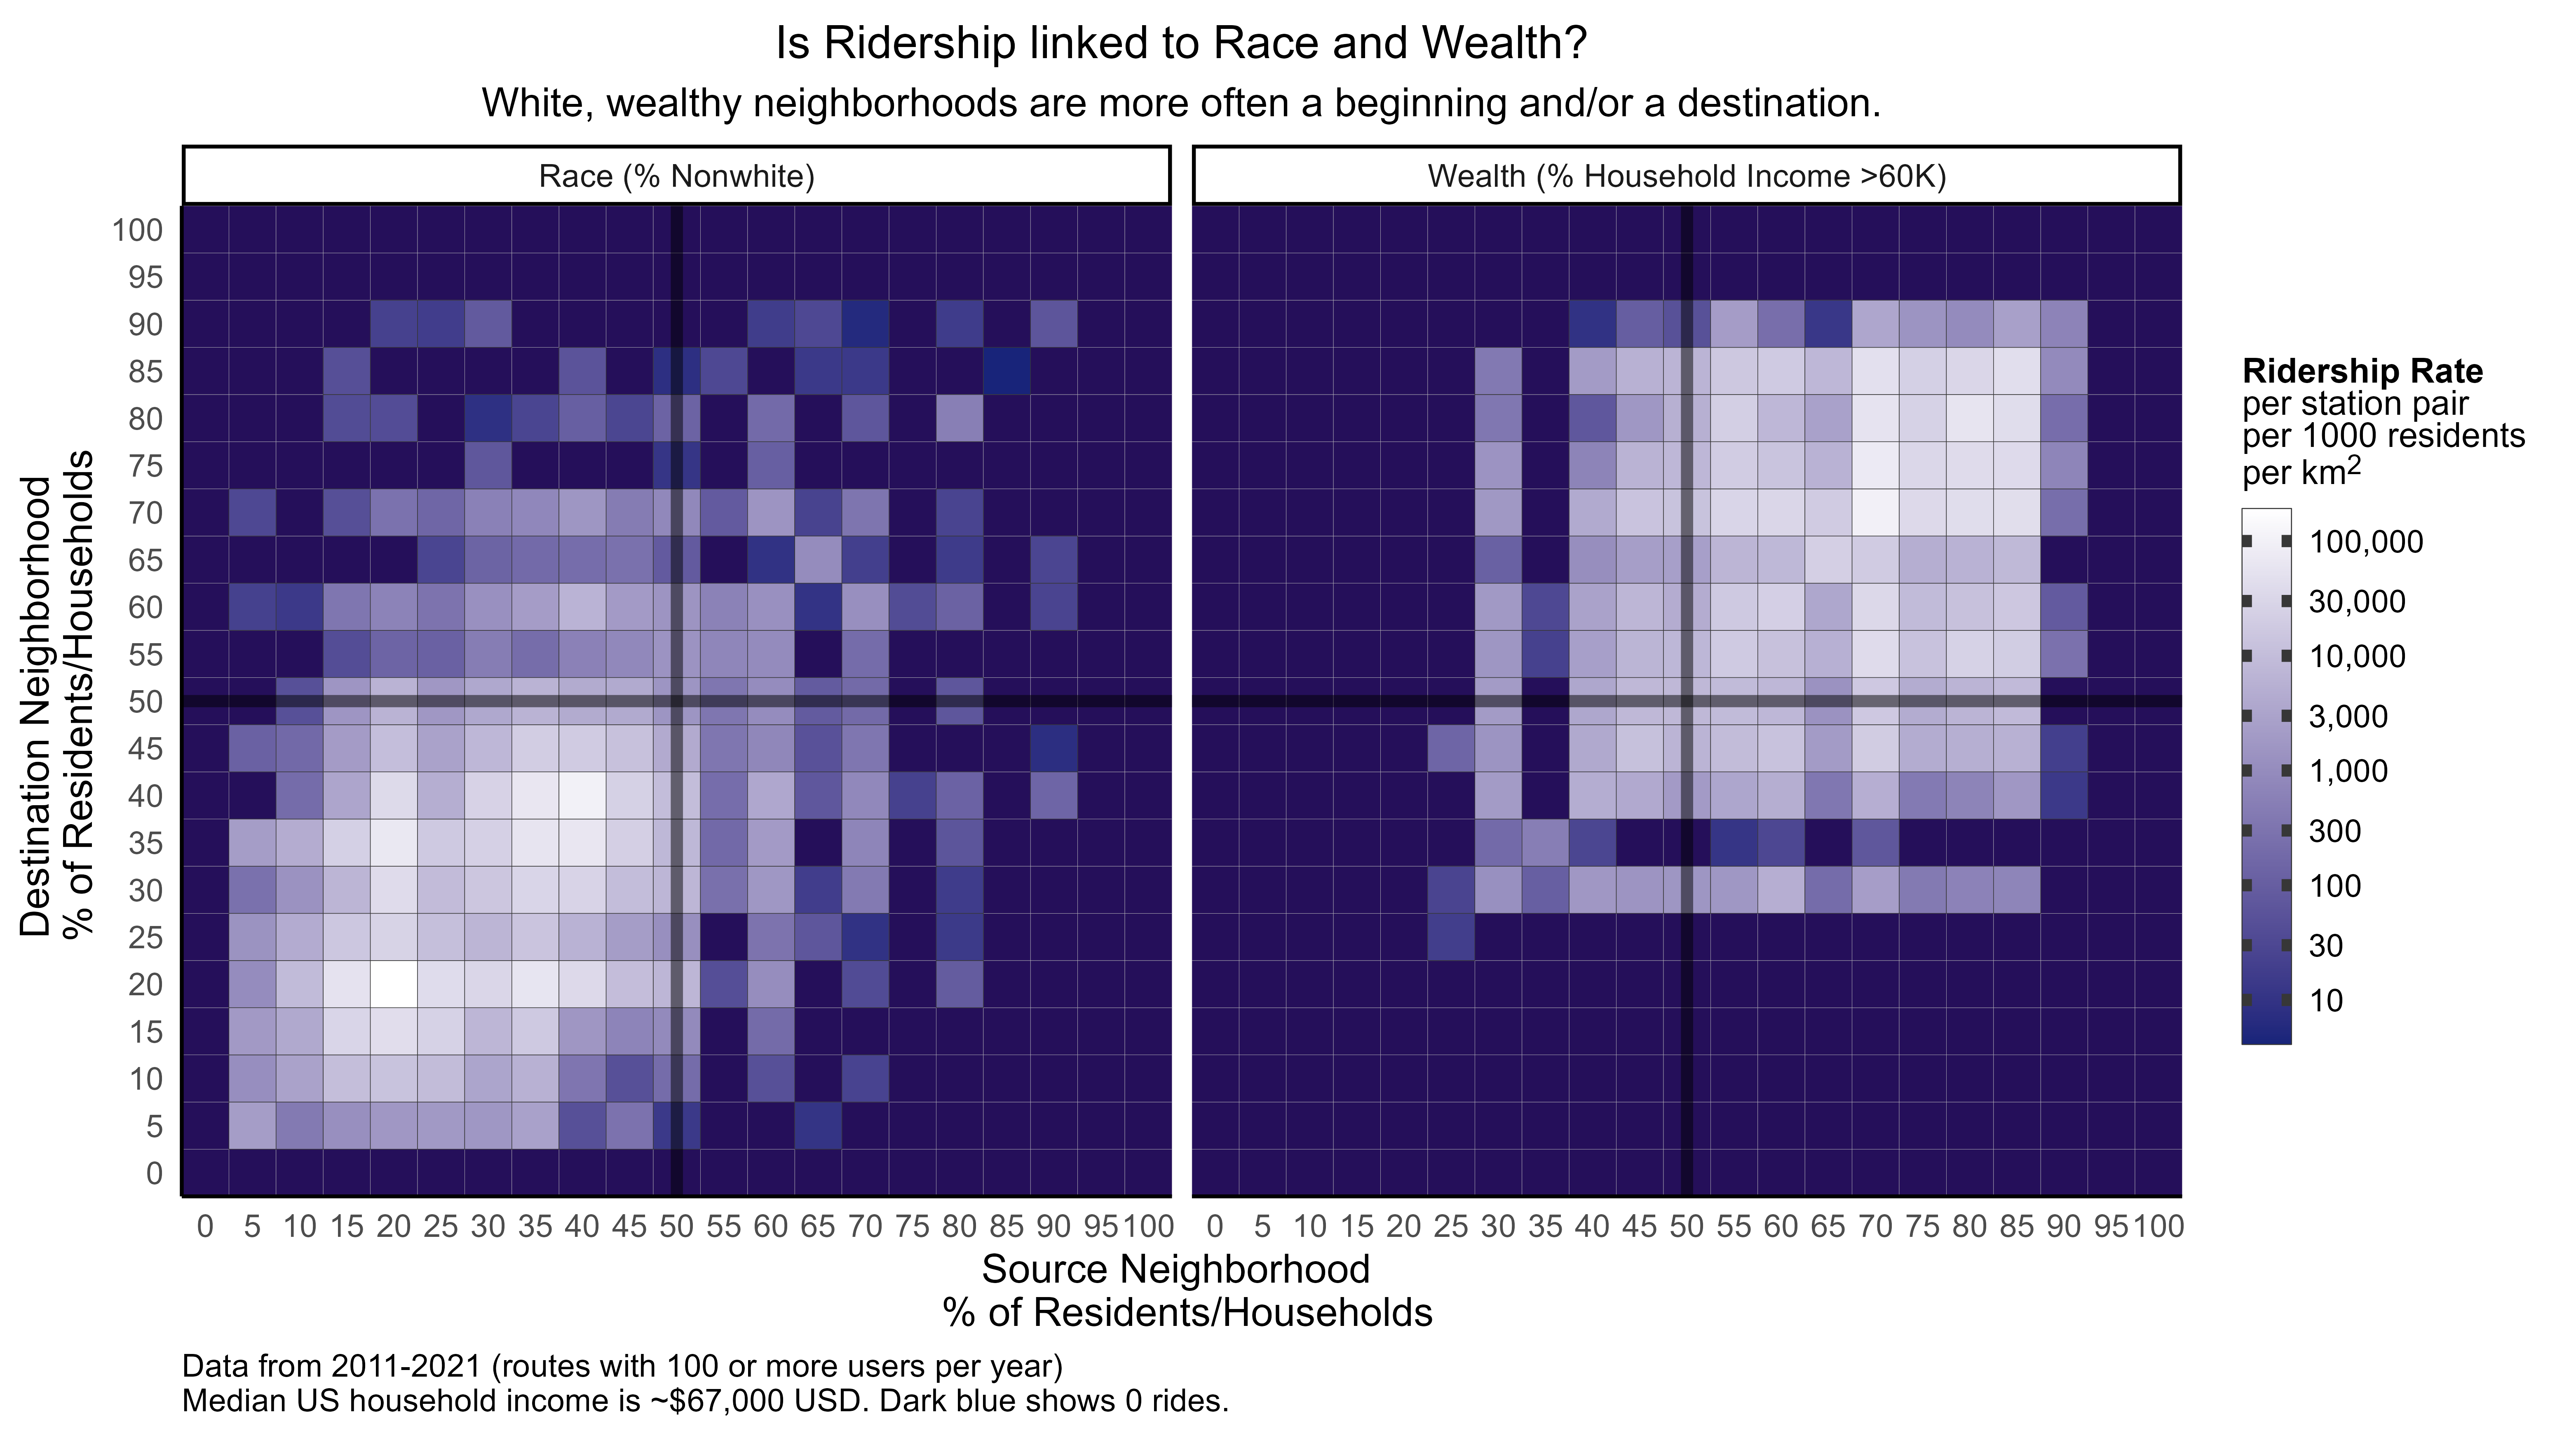 Is Ridership linked to Race and Wealth?
White, wealthy neighborhoods are more often a beginning and/or a destination.
Race (% Nonwhite)
Wealth (% Household Income >60K)
Destination Neighborhood
% of Residents/Households
100
95
90
85
80
75
70
65
60
55
50
45
40
35
30
25
20
15
10
5
0
0 5 10 15 20 25 30 35 40 45 50 55 60 65 70 75 80 85 90 95 100
0 5 10 15 20 25 30 35 40 45 50 55 60 65 70 75 80 85 90 95 100
Source Neighborhood
% of Residents/Households
Ridership Rate
per station pair
per 1000 residents
per km²
100,000
30,000
10,000
3,000
1,000
300
100
30
10
Data from 2011-2021 (routes with 100 or more users per year)
Median US household income is ~$67,000 USD. Dark blue shows 0 rides.